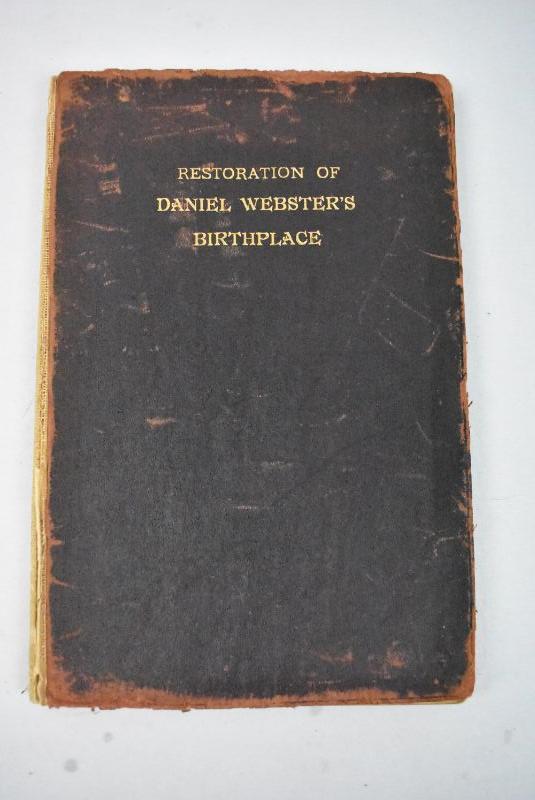 RESTORATION OF
DANIEL WEBSTER'S
BIRTHPLACE